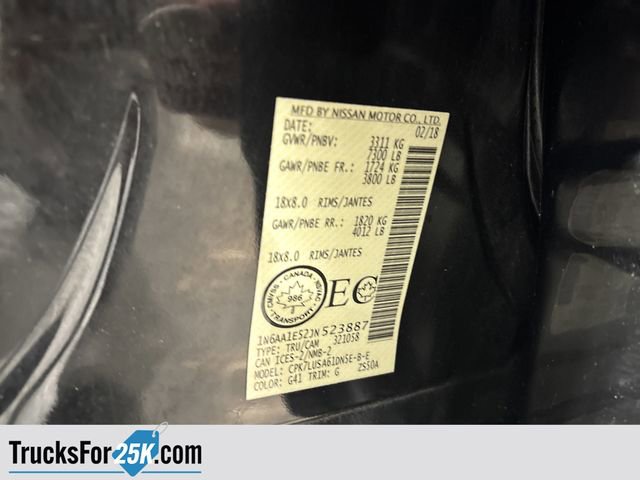 MFD BY NISSAN MOTOR CO., LTD.
DATE: 02/18
GVWR/PNBV: 3311 KG
7300 LB
GAWR/PNBE FR.: 1724 KG
3800 LB
18X8.0 RIMS/JANTES
GAWR/PNBE RR.: 1820 KG
4012 LB
18X8.0 RIMS/JANTES
CANADA
CMVSS NSVAC
986
TRANSPORT
EC
1N6AA1E52JN523887
TYPE: TRU/CAM 321058
CAN ICES-2/NMB-2
MODEL: CPK7LUSA61DN5E-B-E
COLOR: G41 TRIM: G ZS50A
TrucksFor25K.com